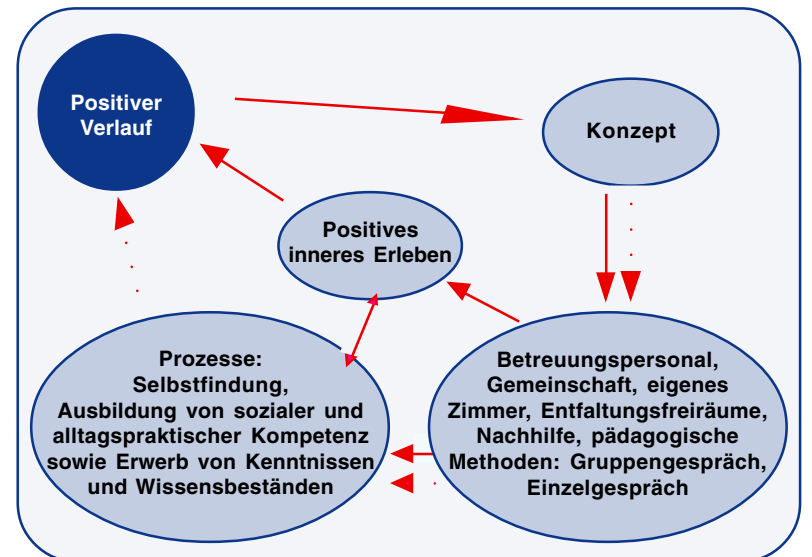 Positiver
Verlauf
Konzept
Positives
inneres Erleben
Prozesse:
Selbstfindung,
Ausbildung von sozialer und
alltagspraktischer Kompetenz
sowie Erwerb von Kenntnissen
und Wissensbeständen
Betreuungspersonal,
Gemeinschaft, eigenes
Zimmer, Entfaltungsfreiräume,
Nachhilfe, pädagogische
Methoden: Gruppengespräch,
Einzelgespräch